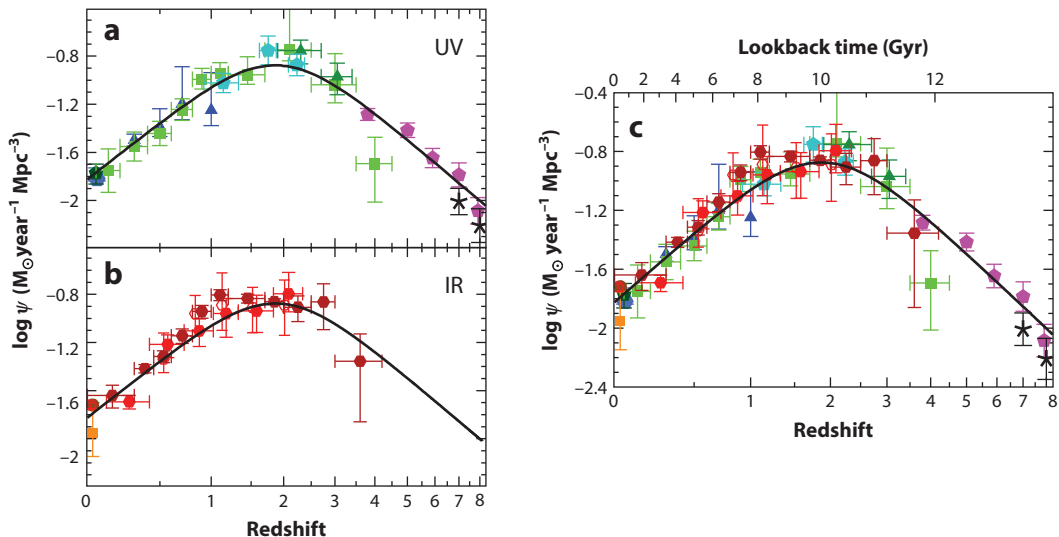 a
UV
−0.8
−1.2
−1.6
−2
b
IR
−0.8
−1.2
−1.6
−2
log ψ (M⊙ year−1 Mpc−3)
0 1 2 3 4 5 6 7 8
Redshift
Lookback time (Gyr)
0 2 4 6 8 10 12
c
−0.4
−0.8
−1.2
−1.6
−2
−2.4
log ψ (M⊙ year−1 Mpc−3)
0 1 2 3 4 5 6 7 8
Redshift